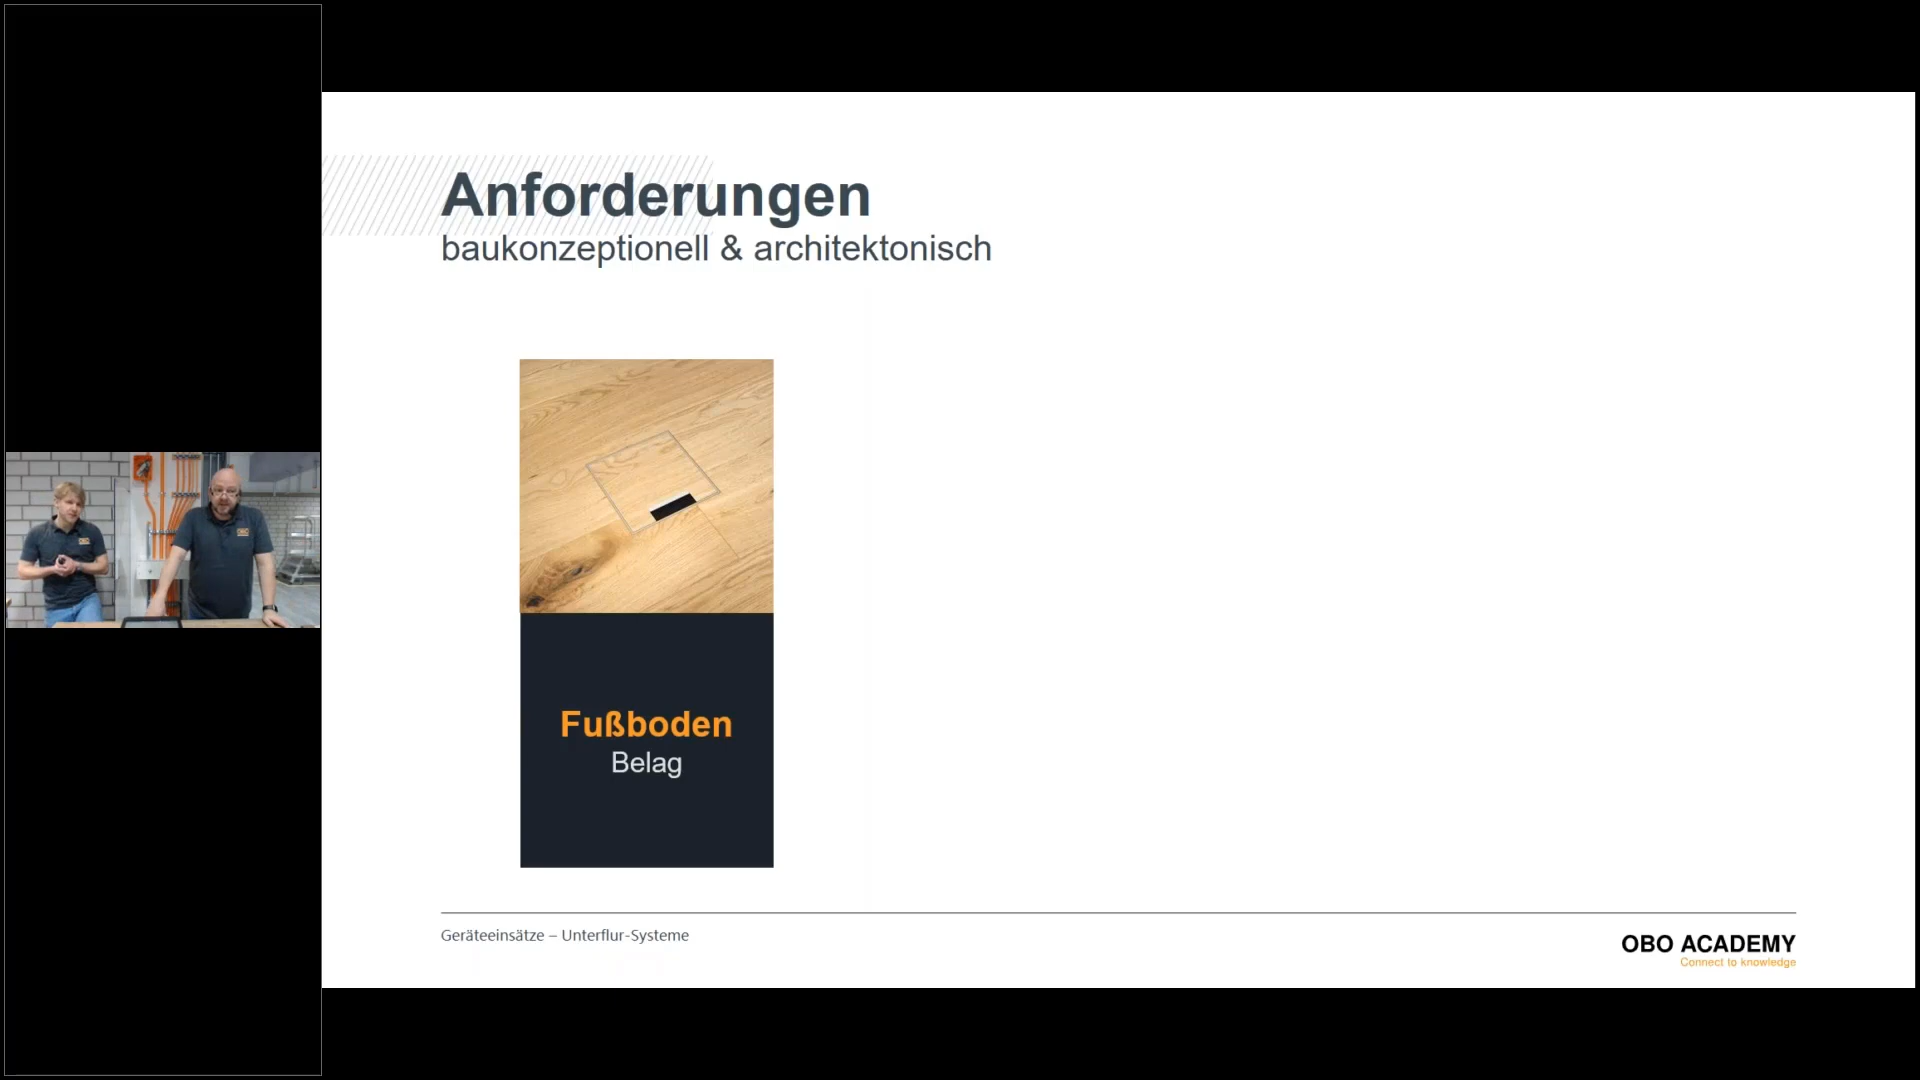 Anforderungen
baukonzeptionell & architektonisch
Fußboden
Belag
Geräteeinsätze – Unterflur-Systeme
OBO ACADEMY
Connect to knowledge